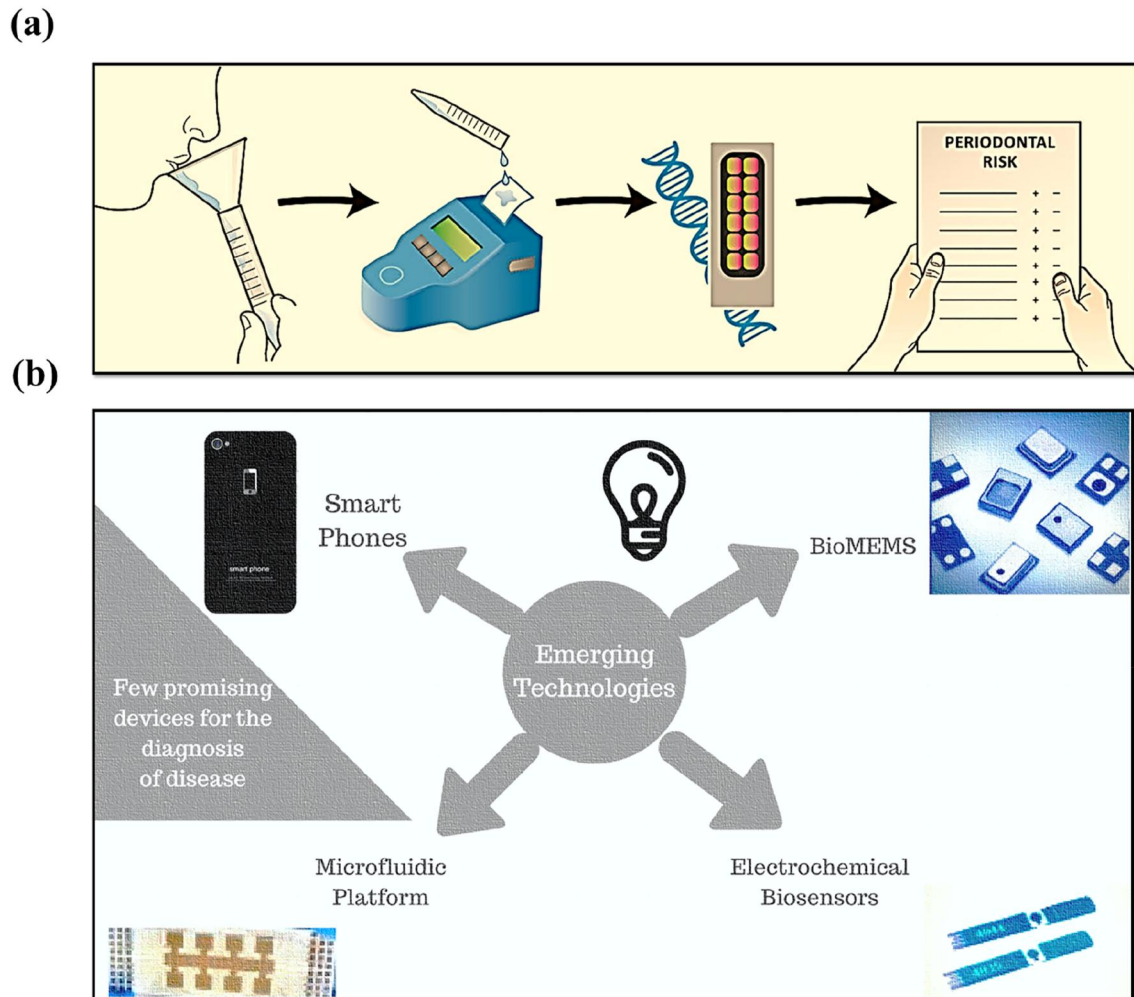 (a)
PERIODONTAL
RISK
+ –
+ –
+ –
+ –
+ –
+ –
+ –
+ –
(b)
Smart
Phones
smart phone
BioMEMS
Emerging
Technologies
Few promising
devices for the
diagnosis
of disease
Microfluidic
Platform
Electrochemical
Biosensors